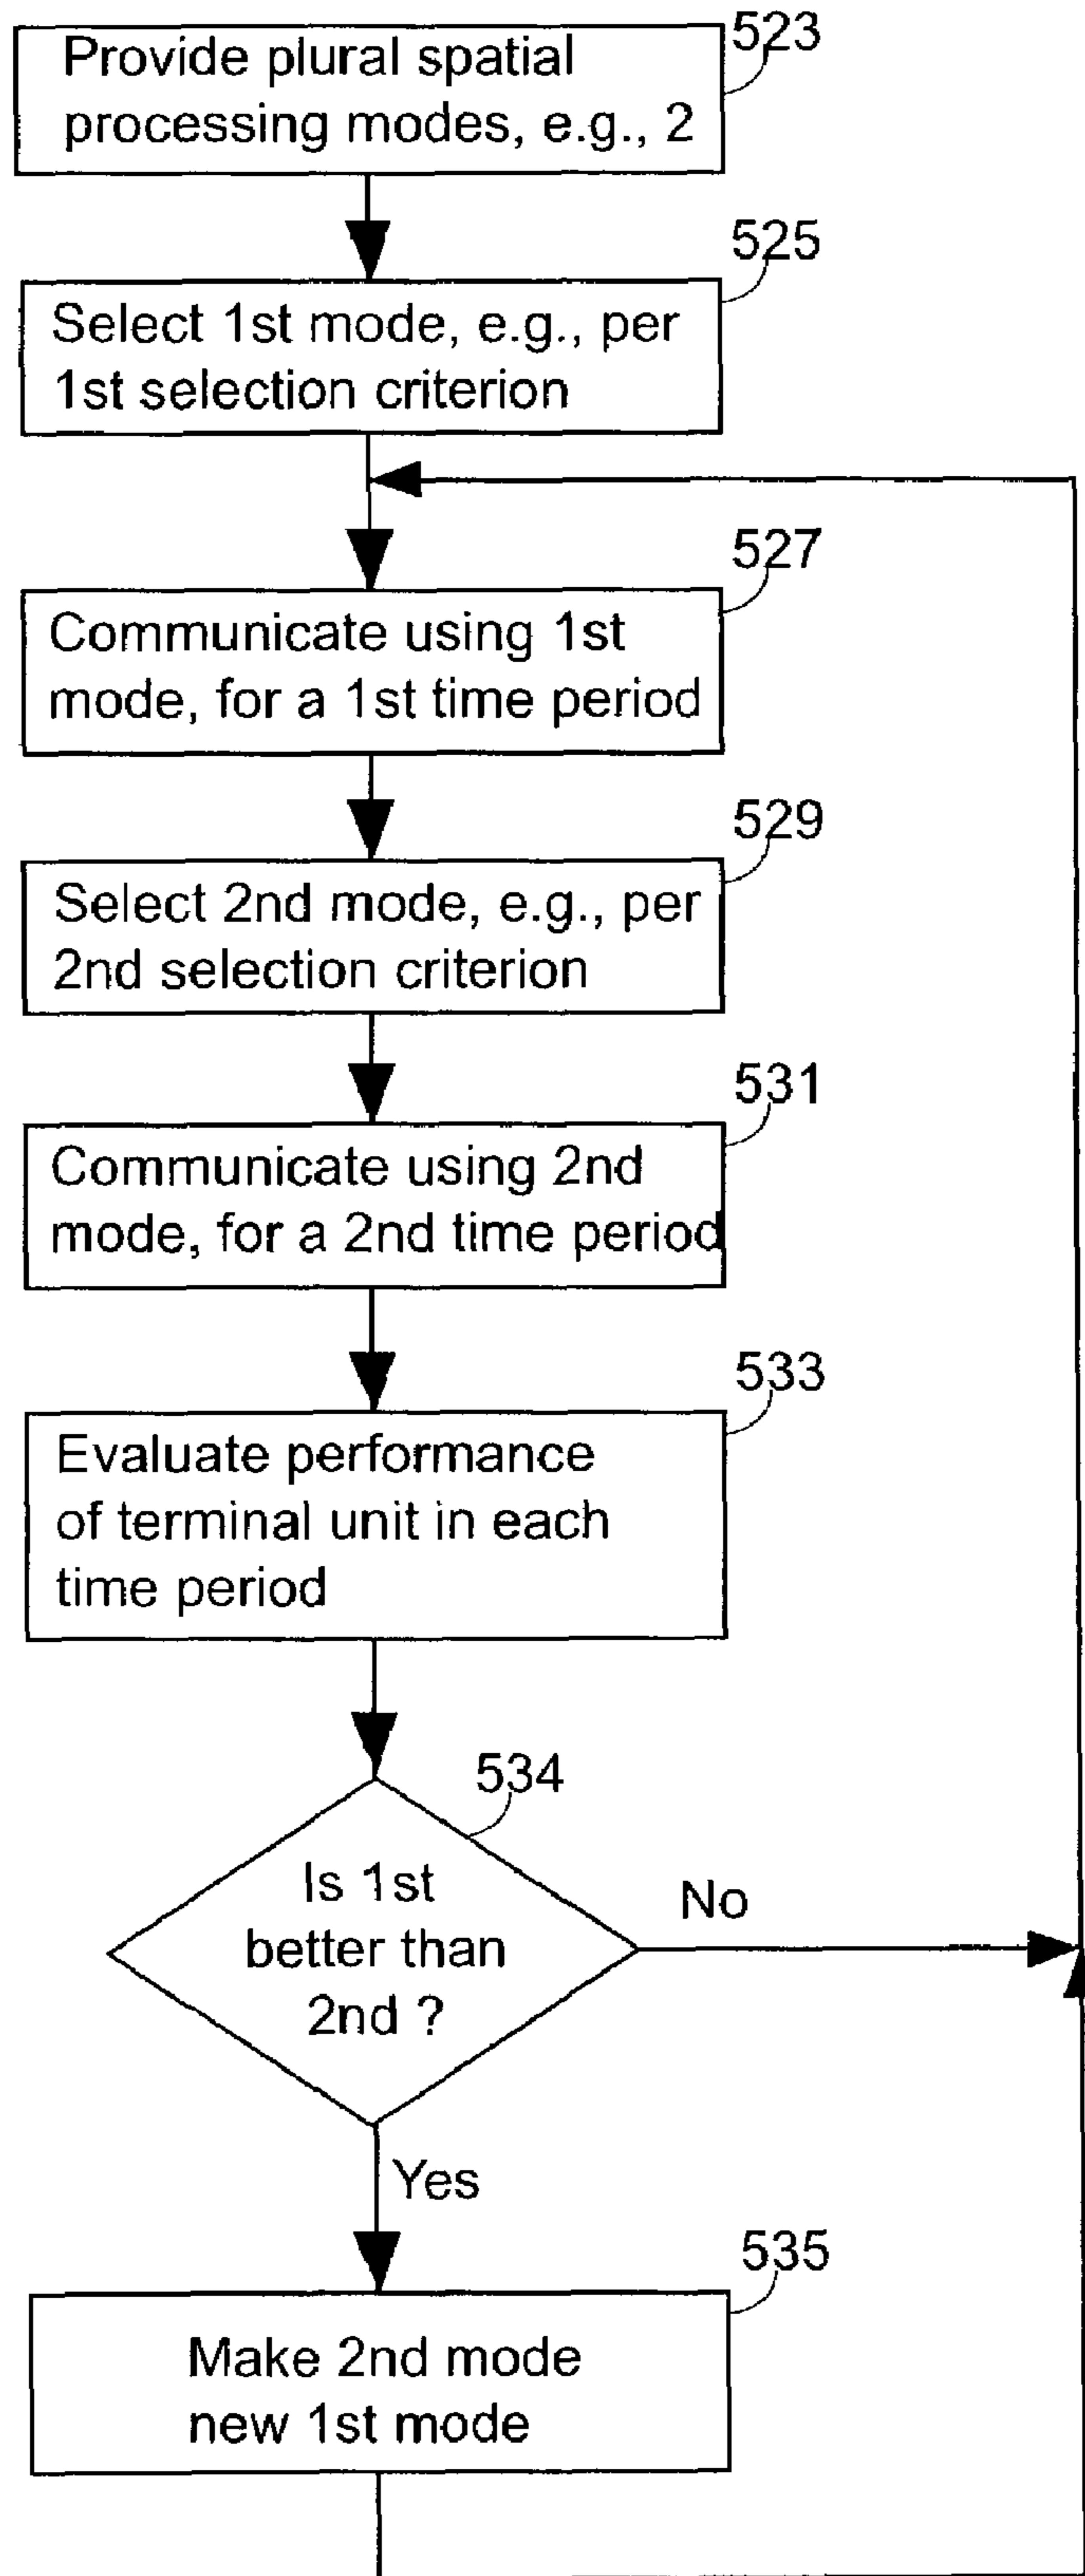 523
Provide plural spatial
processing modes, e.g., 2
525
Select 1st mode, e.g., per
1st selection criterion
527
Communicate using 1st
mode, for a 1st time period
529
Select 2nd mode, e.g., per
2nd selection criterion
531
Communicate using 2nd
mode, for a 2nd time period
533
Evaluate performance
of terminal unit in each
time period
534
Is 1st
better than
2nd ?
No
Yes
535
Make 2nd mode
new 1st mode